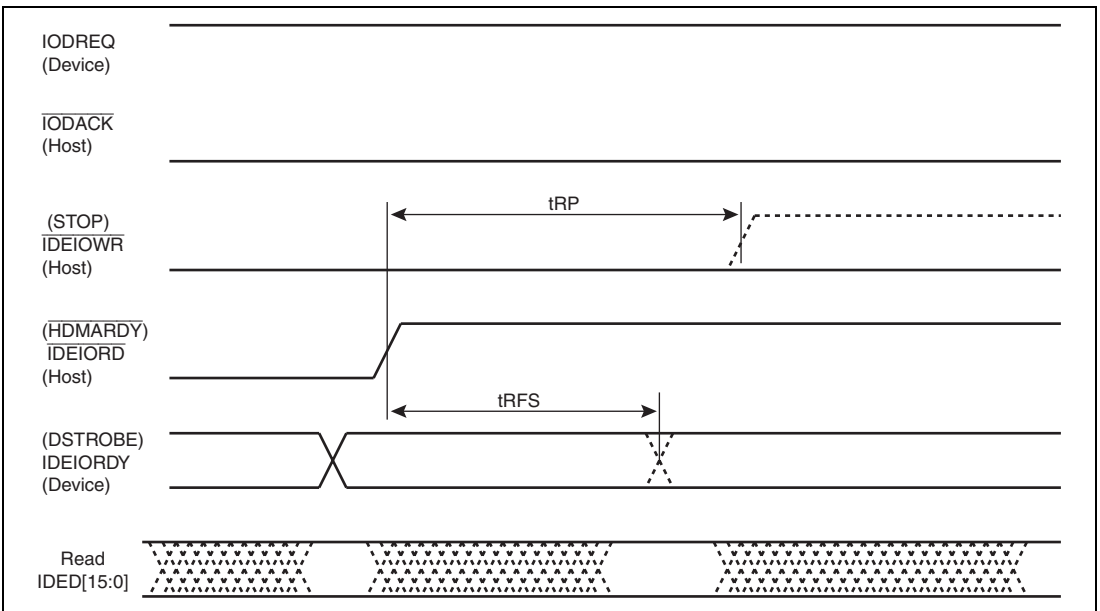 IODREQ
(Device)
IODACK
(Host)
tRP
(STOP)
IDEIOWR
(Host)
(HDMARDY)
IDEIORD
(Host)
tRFS
(DSTROBE)
IDEIORDY
(Device)
Read
IDED[15:0]